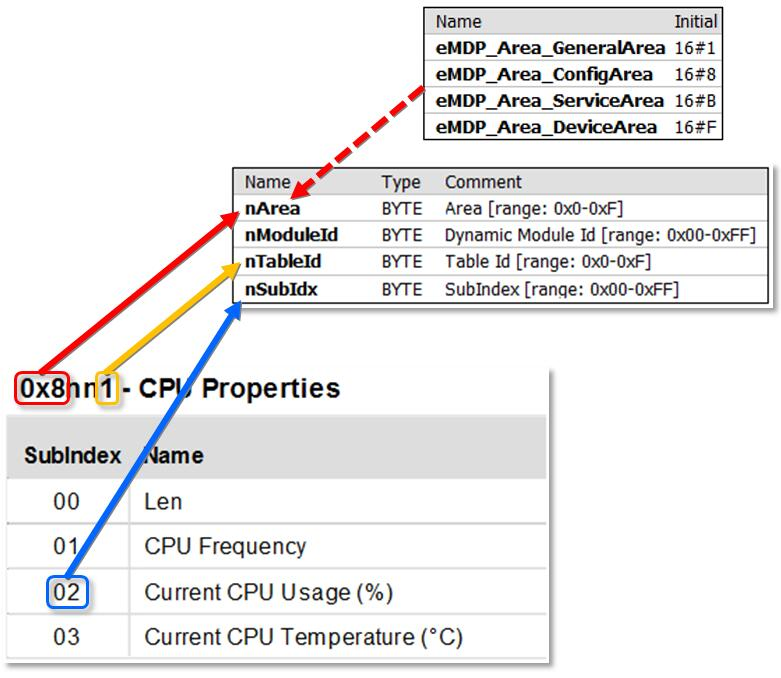 Name Initial
eMDP_Area_GeneralArea 16#1
eMDP_Area_ConfigArea 16#8
eMDP_Area_ServiceArea 16#B
eMDP_Area_DeviceArea 16#F
Name Type Comment
nArea BYTE Area [range: 0x0-0xF]
nModuleId BYTE Dynamic Module Id [range: 0x00-0xFF]
nTableId BYTE Table Id [range: 0x0-0xF]
nSubIdx BYTE SubIndex [range: 0x00-0xFF]
0x8nn1 - CPU Properties
SubIndex Name
00 Len
01 CPU Frequency
02 Current CPU Usage (%)
03 Current CPU Temperature (°C)